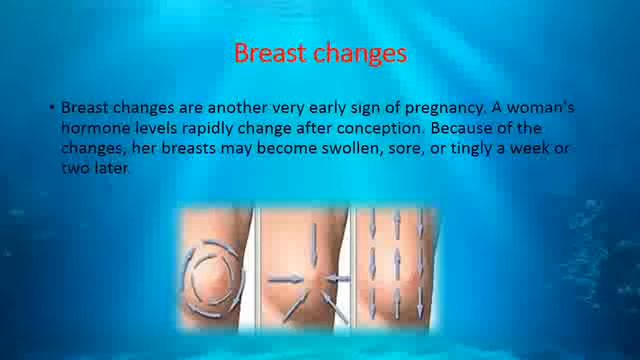 Breast changes
• Breast changes are another very early sign of pregnancy. A woman's
hormone levels rapidly change after conception. Because of the
changes, her breasts may become swollen, sore, or tingly a week or
two later.